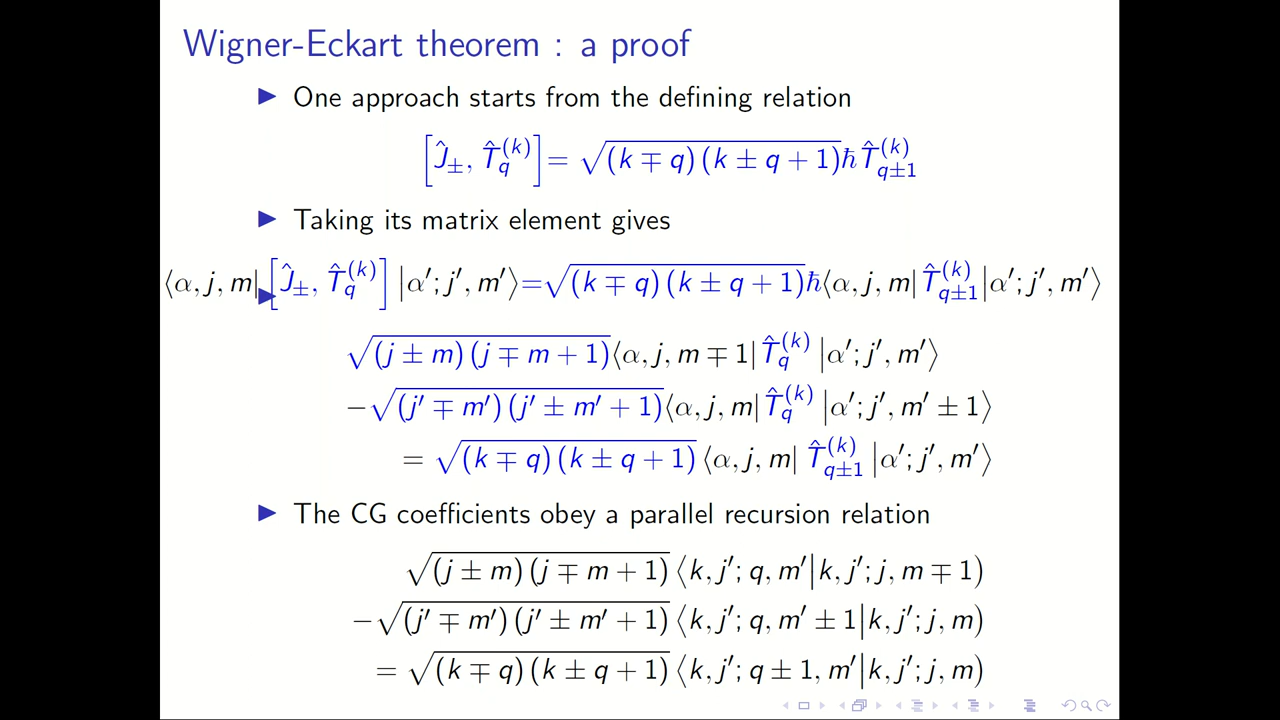 Wigner-Eckart theorem : a proof
▶ One approach starts from the defining relation
[Ĵ±, T̂q(k)] = √(k ∓ q) (k ± q + 1)ħT̂q±1(k)
▶ Taking its matrix element gives
⟨α, j, m| [Ĵ±, T̂q(k)] |α′; j′, m′⟩=√(k ∓ q) (k ± q + 1)ħ⟨α, j, m| T̂q±1(k) |α′; j′, m′⟩
▶
√(j ± m) (j ∓ m + 1)⟨α, j, m ∓ 1| T̂q(k) |α′; j′, m′⟩
−√(j′ ∓ m′) (j′ ± m′ + 1)⟨α, j, m| T̂q(k) |α′; j′, m′ ± 1⟩
= √(k ∓ q) (k ± q + 1) ⟨α, j, m| T̂q±1(k) |α′; j′, m′⟩
▶ The CG coefficients obey a parallel recursion relation
√(j ± m) (j ∓ m + 1) ⟨k, j′; q, m′|k, j′; j, m ∓ 1)
−√(j′ ∓ m′) (j′ ± m′ + 1) ⟨k, j′; q, m′ ± 1|k, j′; j, m)
= √(k ∓ q) (k ± q + 1) ⟨k, j′; q ± 1, m′|k, j′; j, m)